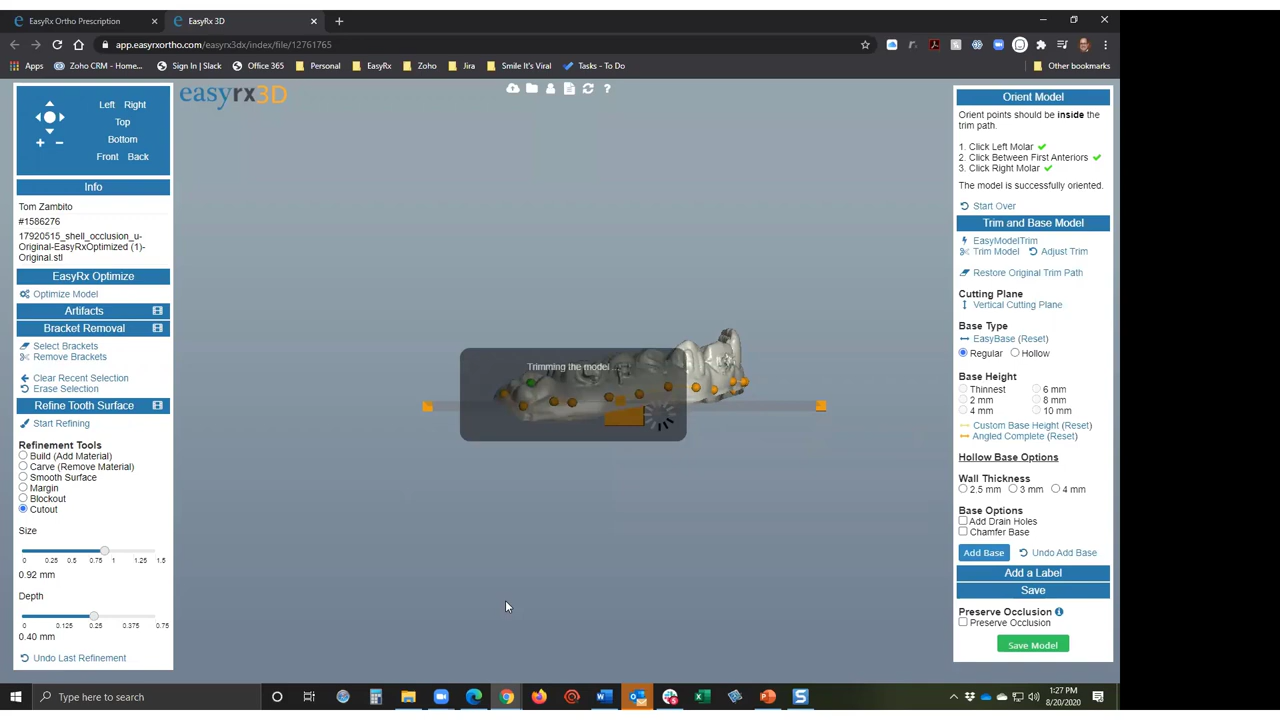 EasyRx Ortho Prescription
EasyRx 3D
app.easyrxortho.com/easyrx3dx/index/file/12761765
Apps
Zoho CRM - Home...
Sign In | Slack
Office 365
Personal
EasyRx
Zoho
Jira
Smile It's Viral
Tasks - To Do
Other bookmarks
Left Right
Top
Bottom
Front Back
Info
Tom Zambito
#1586276
17920515_shell_occlusion_u-
Original-EasyRxOptimized (1)-
Original.stl
EasyRx Optimize
Optimize Model
Artifacts
Bracket Removal
Select Brackets
Remove Brackets
Clear Recent Selection
Erase Selection
Refine Tooth Surface
Start Refining
Refinement Tools
Build (Add Material)
Carve (Remove Material)
Smooth Surface
Margin
Blockout
Cutout
Size
0 0.25 0.5 0.75 1 1.25 1.5
0.92 mm
Depth
0 0.125 0.25 0.375 0.75
0.40 mm
Undo Last Refinement
easyrx3D
Trimming the model ...
Orient Model
Orient points should be inside the
trim path.
1. Click Left Molar
2. Click Between First Anteriors
3. Click Right Molar
The model is successfully oriented.
Start Over
Trim and Base Model
EasyModelTrim
Trim Model Adjust Trim
Restore Original Trim Path
Cutting Plane
Vertical Cutting Plane
Base Type
EasyBase (Reset)
Regular Hollow
Base Height
Thinnest 6 mm
2 mm 8 mm
4 mm 10 mm
Custom Base Height (Reset)
Angled Complete (Reset)
Hollow Base Options
Wall Thickness
2.5 mm 3 mm 4 mm
Base Options
Add Drain Holes
Chamfer Base
Add Base Undo Add Base
Add a Label
Save
Preserve Occlusion
Preserve Occlusion
Save Model
Type here to search
1:27 PM
8/20/2020